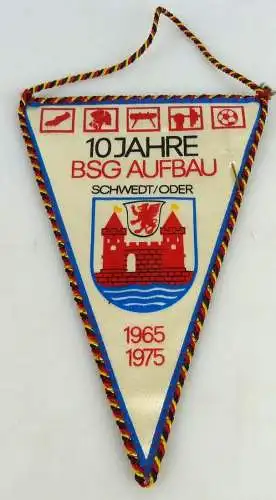 10 JAHRE
BSG AUFBAU
SCHWEDT/ODER
1965
1975